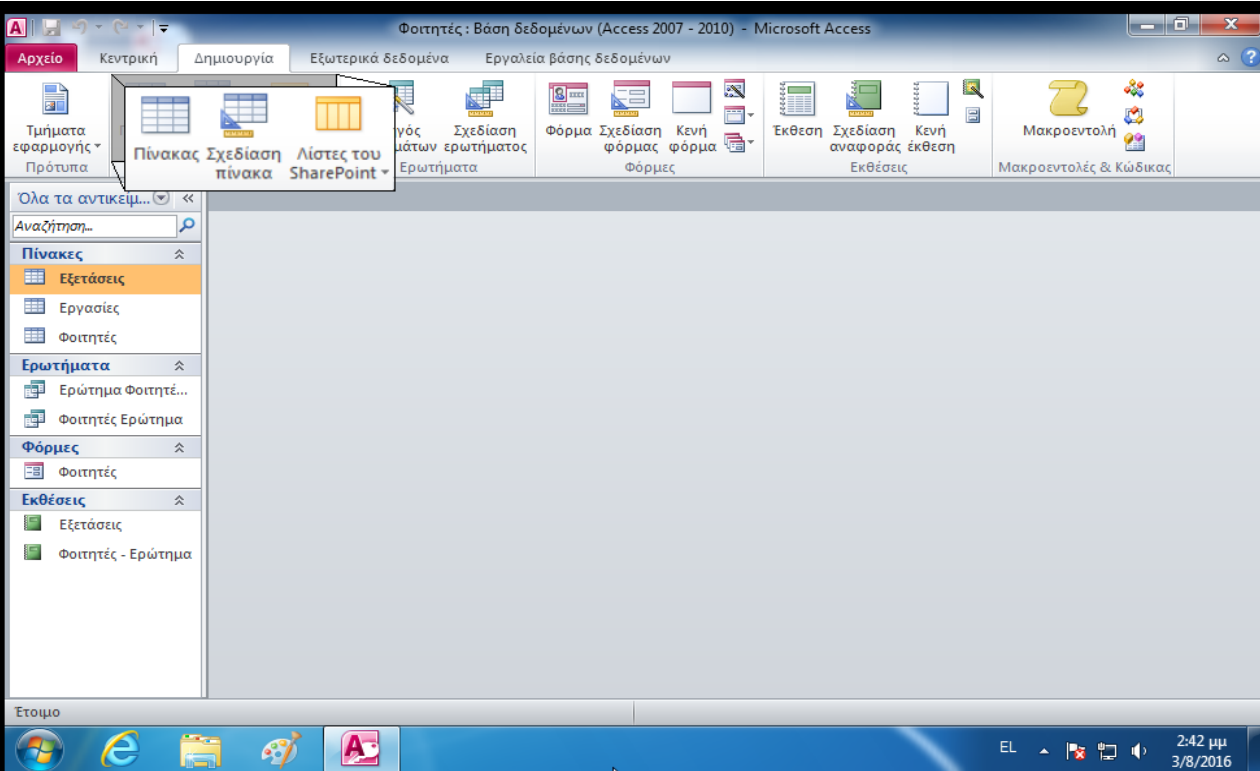 Φοιτητές : Βάση δεδομένων (Access 2007 - 2010) - Microsoft Access
Αρχείο Κεντρική Δημιουργία Εξωτερικά δεδομένα Εργαλεία βάσης δεδομένων
Τμήματα
εφαρμογής
Πρότυπα
Πίνακας Σχεδίαση Λίστες του
πίνακα SharePoint
Σχεδίαση
ερωτήματος
Ερωτήματα
Φόρμα Σχεδίαση Κενή
φόρμας φόρμα
Φόρμες
Έκθεση Σχεδίαση Κενή
αναφοράς έκθεση
Εκθέσεις
Μακροεντολή
Μακροεντολές & Κώδικας
Όλα τα αντικείμ...
Αναζήτηση...
Πίνακες
Εξετάσεις
Εργασίες
Φοιτητές
Ερωτήματα
Ερώτημα Φοιτητέ...
Φοιτητές Ερώτημα
Φόρμες
Φοιτητές
Εκθέσεις
Εξετάσεις
Φοιτητές - Ερώτημα
Έτοιμο
EL
2:42 μμ
3/8/2016